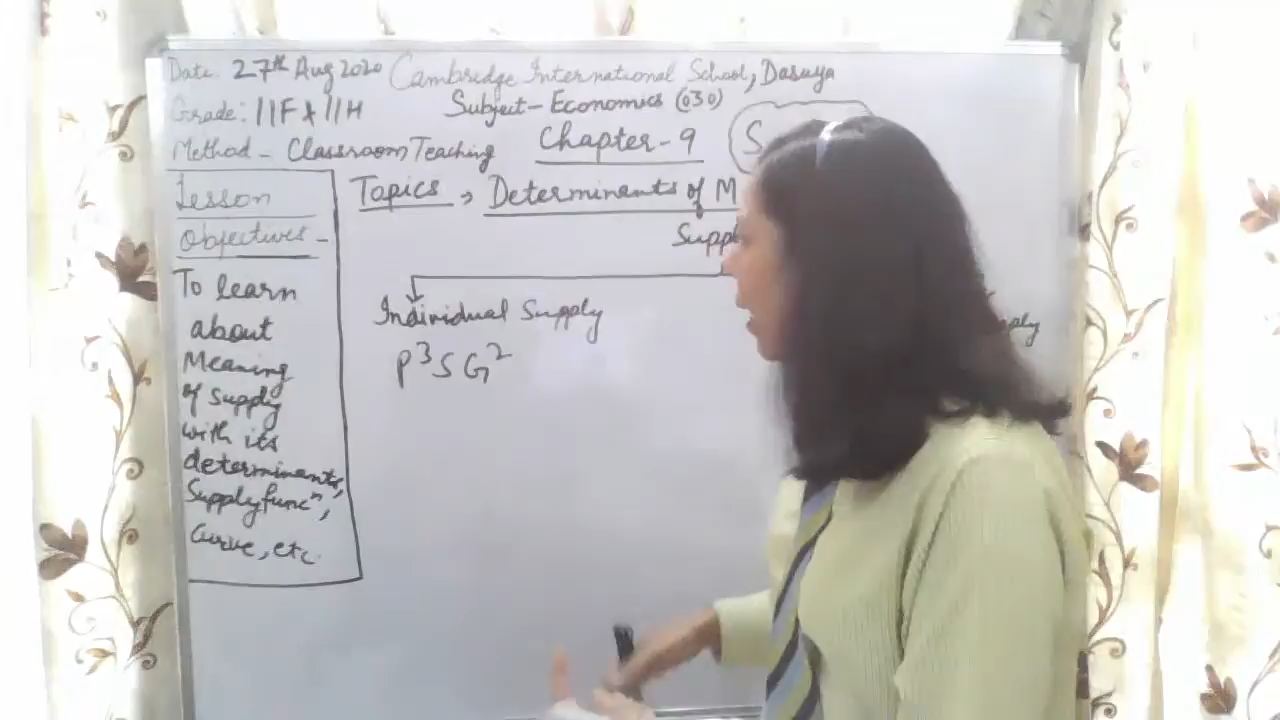 Date: 27th Aug 2020 Cambridge International School, Dasuya
Grade: 11F & 11H Subject - Economics (030)
Method - Classroom Teaching Chapter - 9 S
Lesson
Objectives -
To learn
about
Meaning
of supply
with its
determinants,
Supply funcⁿ,
Curve, etc.
Topics → Determinants of M
Suppl
Individual Supply pply
P³SG²